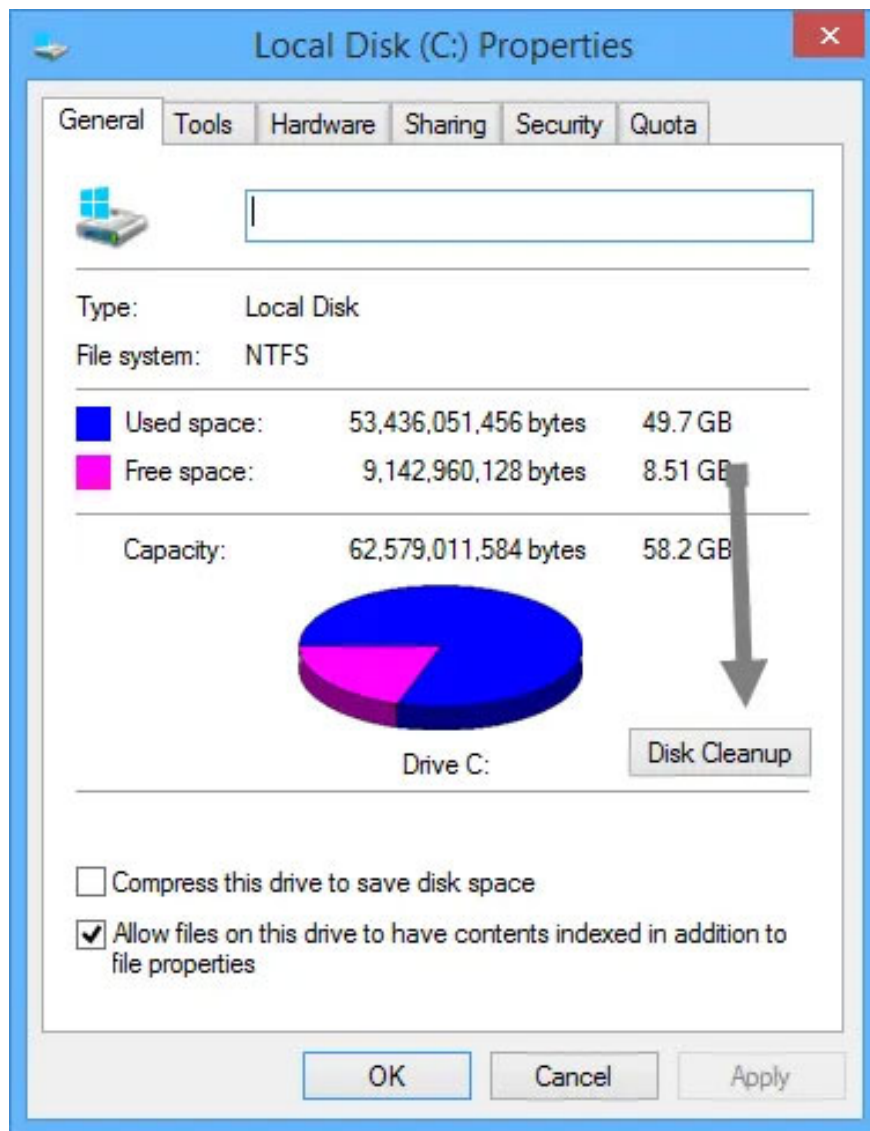 Local Disk (C:) Properties
General Tools Hardware Sharing Security Quota
Type: Local Disk
File system: NTFS
Used space: 53,436,051,456 bytes 49.7 GB
Free space: 9,142,960,128 bytes 8.51 GB
Capacity: 62,579,011,584 bytes 58.2 GB
Drive C:
Disk Cleanup
Compress this drive to save disk space
Allow files on this drive to have contents indexed in addition to
file properties
OK Cancel Apply